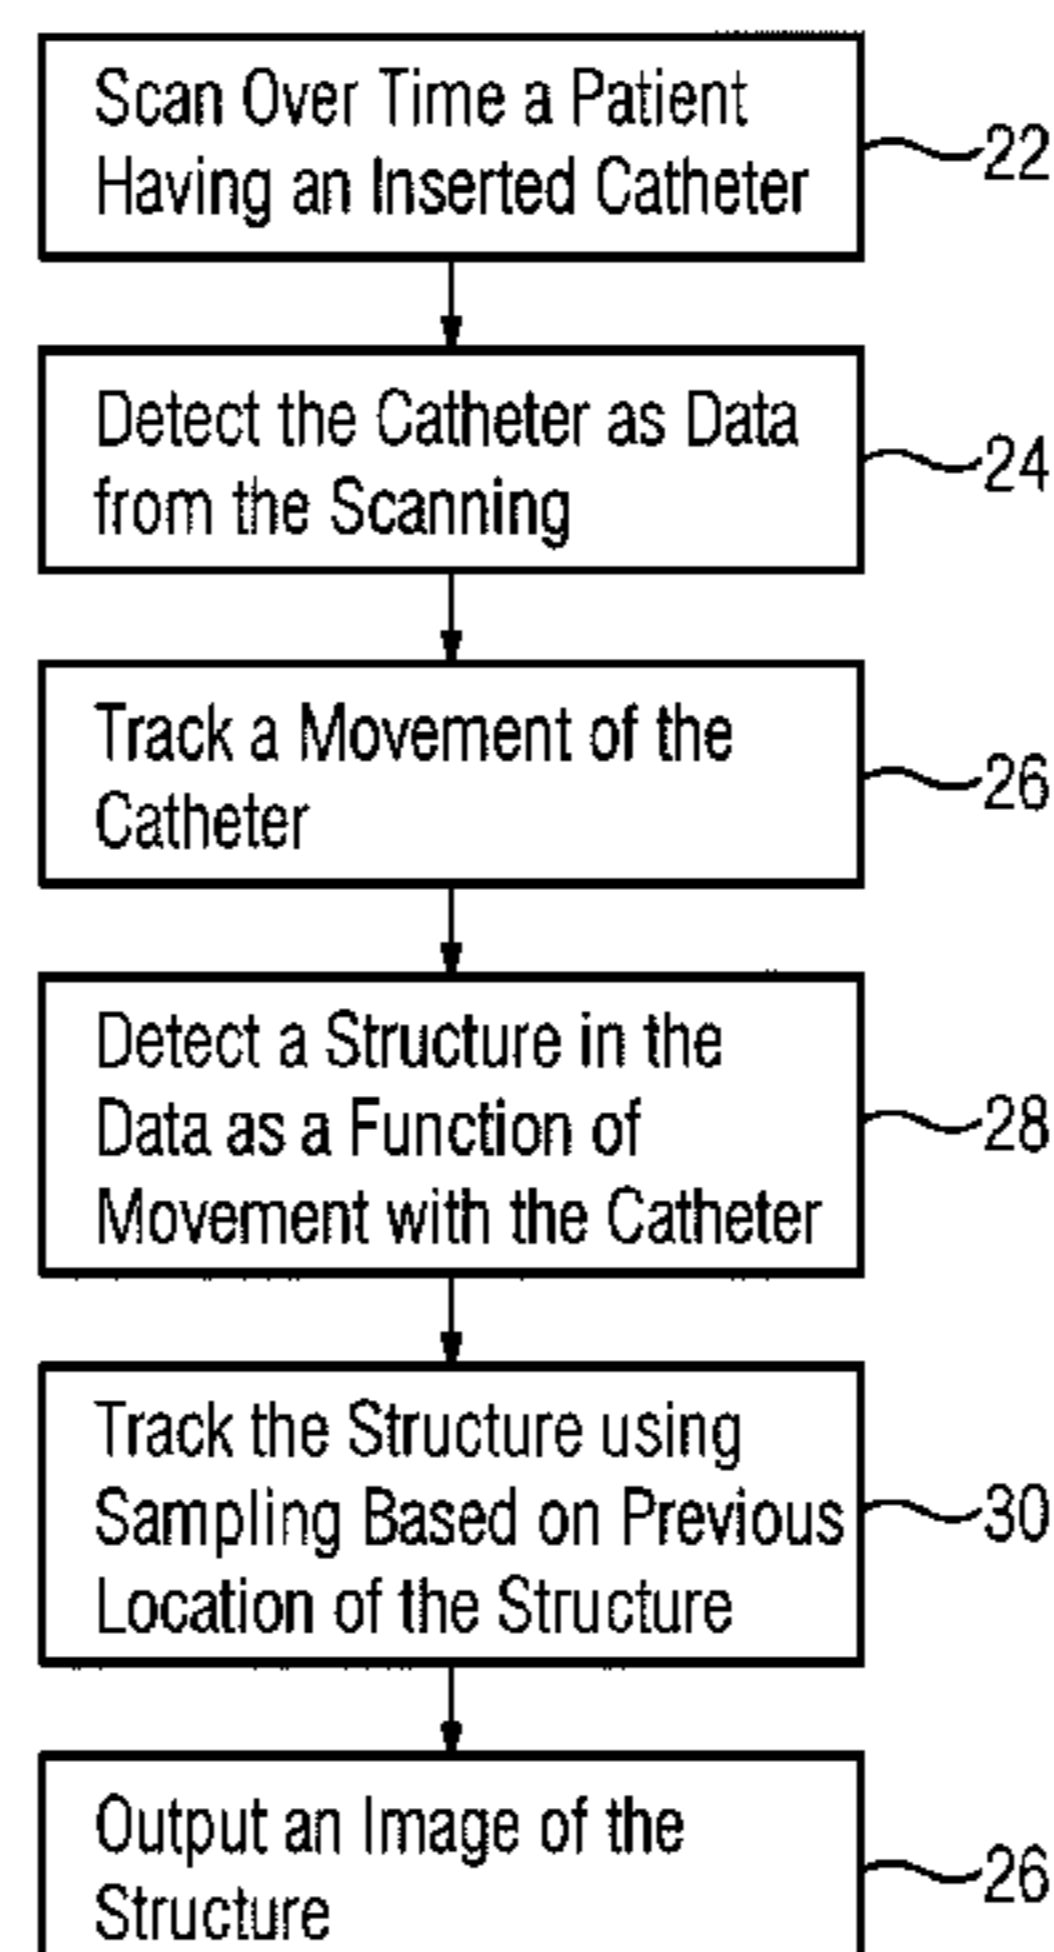 Scan Over Time a Patient
Having an Inserted Catheter
22
Detect the Catheter as Data
from the Scanning
24
Track a Movement of the
Catheter
26
Detect a Structure in the
Data as a Function of
Movement with the Catheter
28
Track the Structure using
Sampling Based on Previous
Location of the Structure
30
Output an Image of the
Structure
26